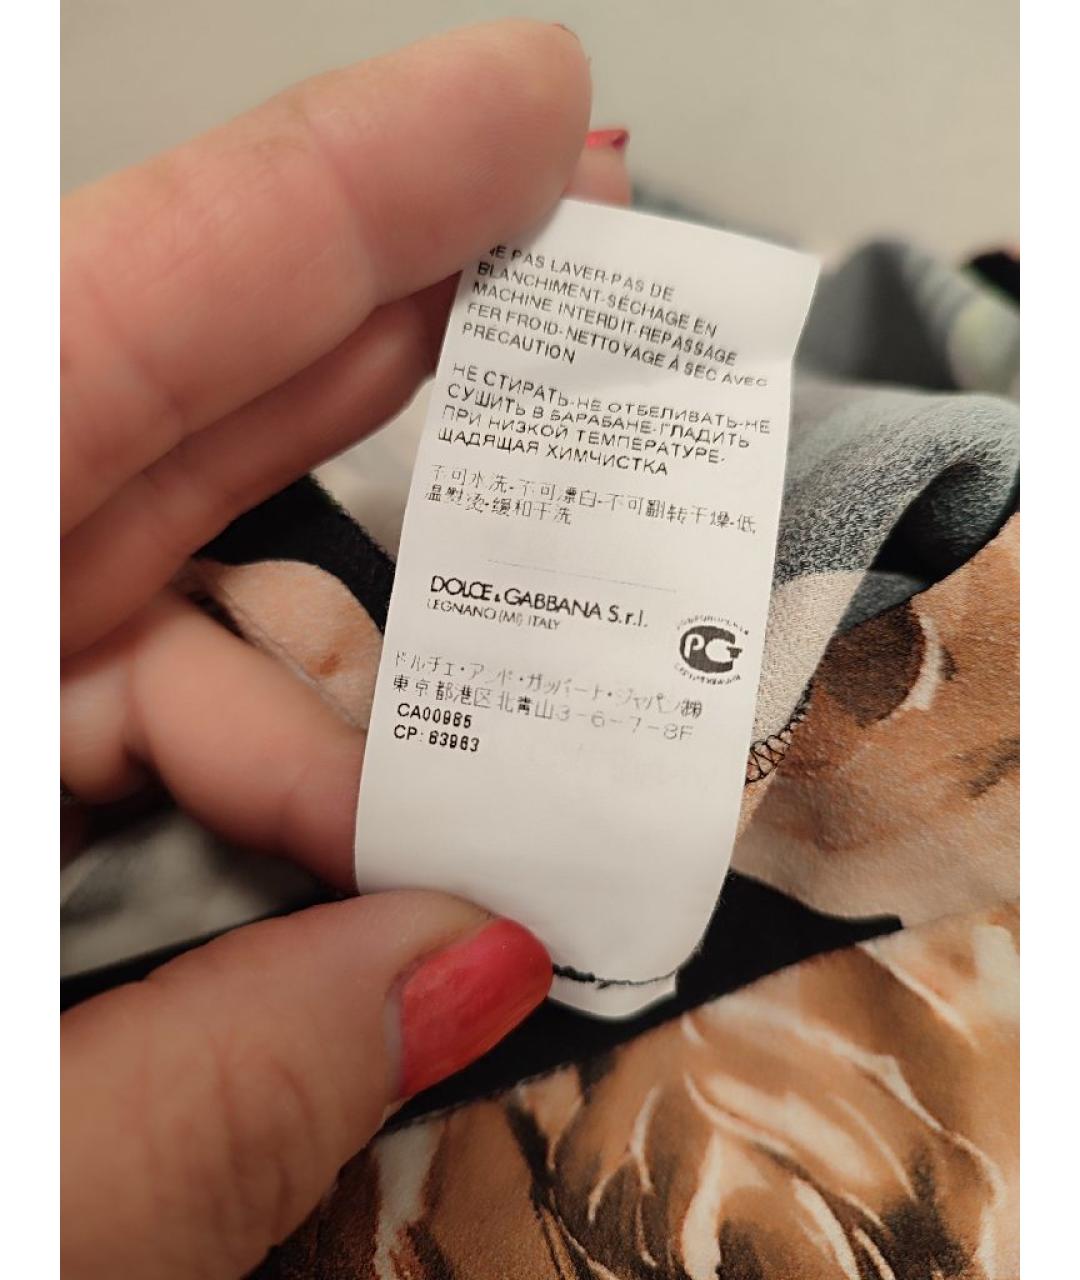 NE PAS LAVER-PAS DE
BLANCHIMENT-SÉCHAGE EN
MACHINE INTERDIT-REPASSAGE
FER FROID-NETTOYAGE À SEC AVEC
PRÉCAUTION
НЕ СТИРАТЬ-НЕ ОТБЕЛИВАТЬ-НЕ
СУШИТЬ В БАРАБАНЕ-ГЛАДИТЬ
ПРИ НИЗКОЙ ТЕМПЕРАТУРЕ-
ЩАДЯЩАЯ ХИМЧИСТКА
不可水洗-不可漂白-不可翻转干燥-低
温熨烫-缓和干洗
DOLCE & GABBANA S.r.l.
LEGNANO (MI) ITALY
PG
ドルチェ・アンド・ガッバーナ・ジャパン㈱
東京都港区北青山3-6-7-8F
CA00985
CP: 63963